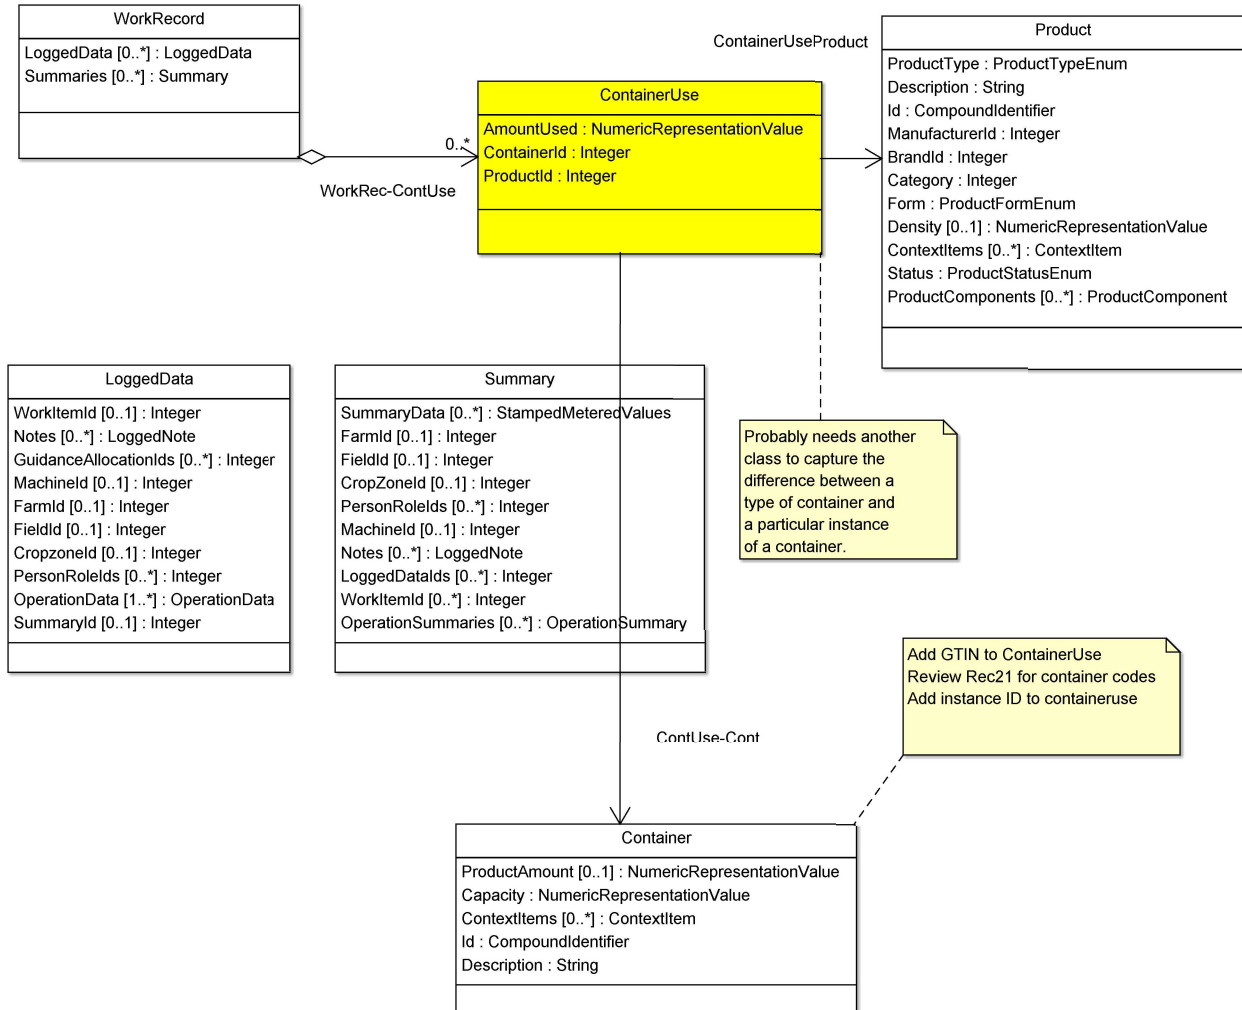 WorkRecord
LoggedData [0..*] : LoggedData
Summaries [0..*] : Summary
ContainerUseProduct
Product
ProductType : ProductTypeEnum
Description : String
Id : CompoundIdentifier
ManufacturerId : Integer
BrandId : Integer
Category : Integer
Form : ProductFormEnum
Density [0..1] : NumericRepresentationValue
ContextItems [0..*] : ContextItem
Status : ProductStatusEnum
ProductComponents [0..*] : ProductComponent
ContainerUse
AmountUsed : NumericRepresentationValue
ContainerId : Integer
ProductId : Integer
0..*
WorkRec-ContUse
LoggedData
WorkItemId [0..1] : Integer
Notes [0..*] : LoggedNote
GuidanceAllocationIds [0..*] : Integer
MachineId [0..1] : Integer
FarmId [0..1] : Integer
FieldId [0..1] : Integer
CropzoneId [0..1] : Integer
PersonRoleIds [0..*] : Integer
OperationData [1..*] : OperationData
SummaryId [0..1] : Integer
Summary
SummaryData [0..*] : StampedMeteredValues
FarmId [0..1] : Integer
FieldId [0..1] : Integer
CropZoneId [0..1] : Integer
PersonRoleIds [0..*] : Integer
MachineId [0..1] : Integer
Notes [0..*] : LoggedNote
LoggedDataIds [0..*] : Integer
WorkItemId [0..*] : Integer
OperationSummaries [0..*] : OperationSummary
Probably needs another
class to capture the
difference between a
type of container and
a particular instance
of a container.
Add GTIN to ContainerUse
Review Rec21 for container codes
Add instance ID to containeruse
ContUse-Cont
Container
ProductAmount [0..1] : NumericRepresentationValue
Capacity : NumericRepresentationValue
ContextItems [0..*] : ContextItem
Id : CompoundIdentifier
Description : String